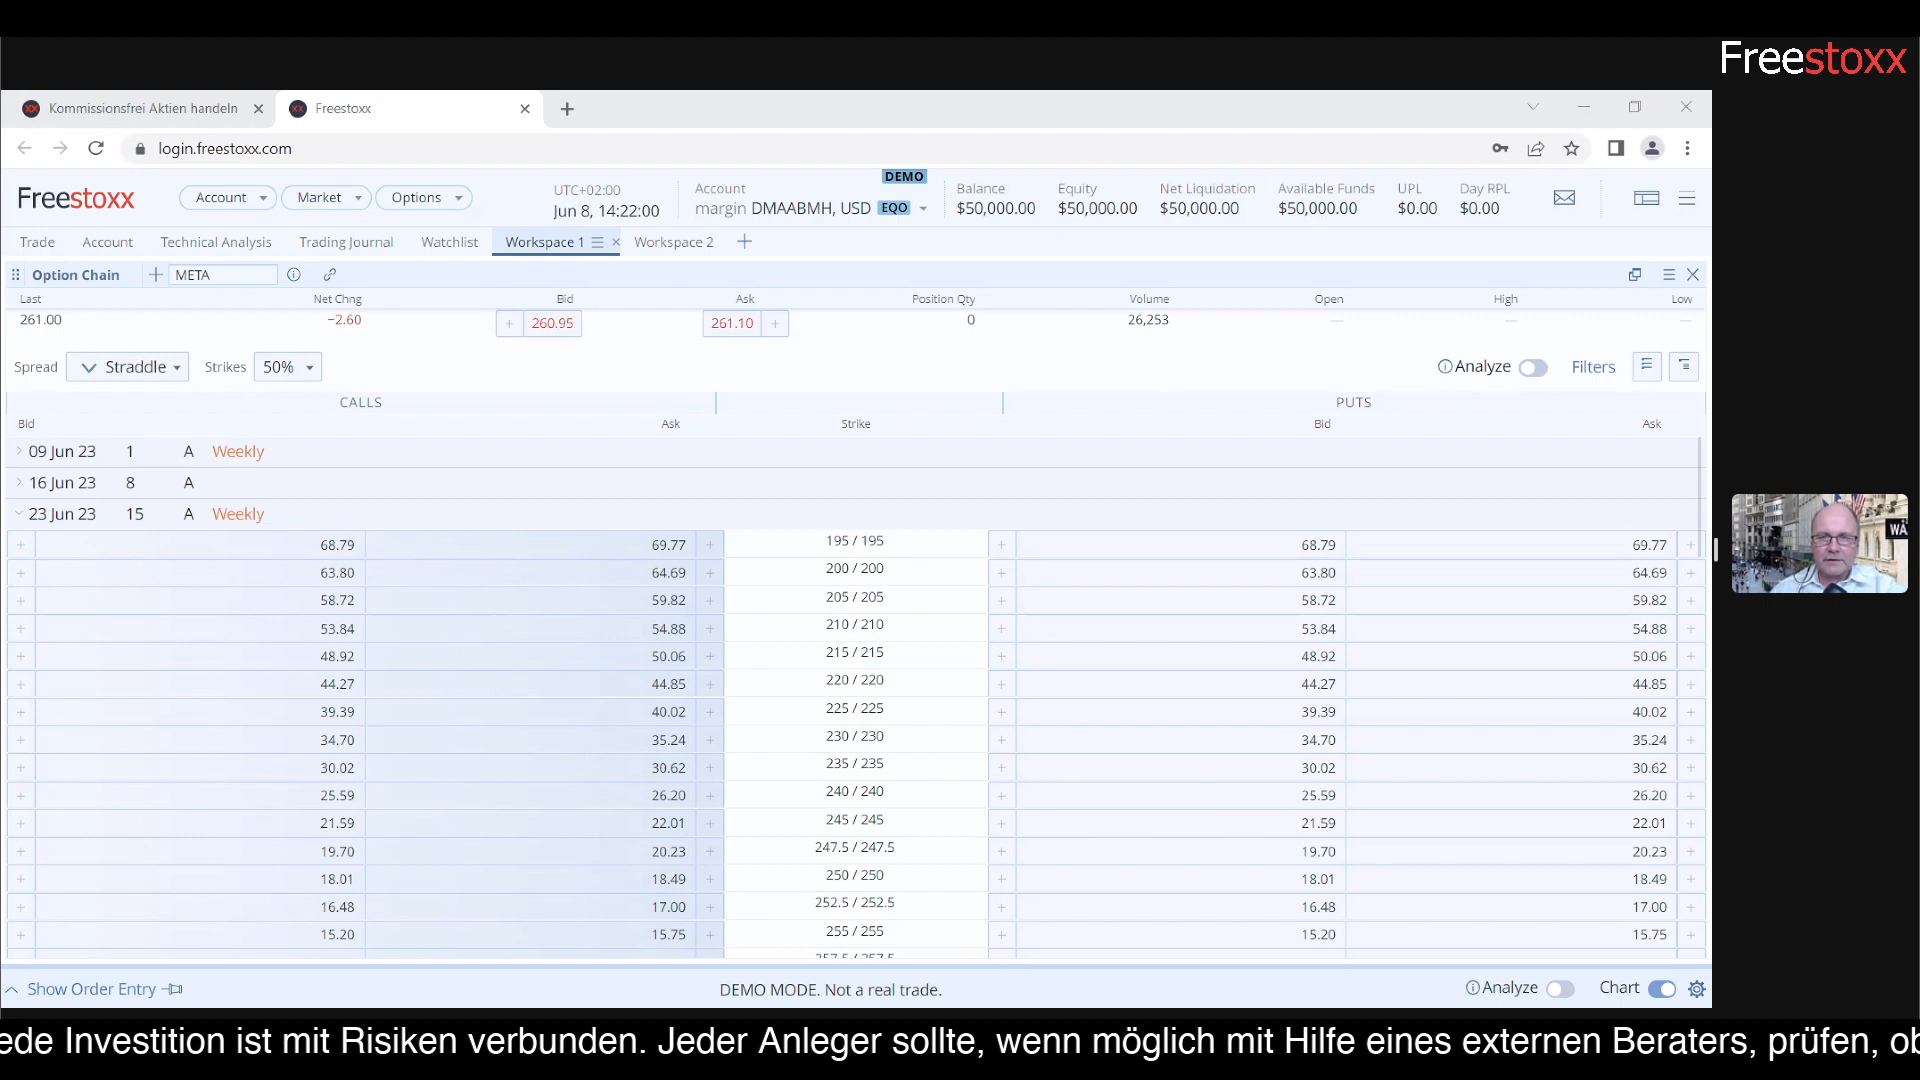 Freestoxx
Kommissionsfrei Aktien handeln
Freestoxx
login.freestoxx.com
Freestoxx
Account
Market
Options
UTC+02:00
Jun 8, 14:22:00
Account
DEMO
margin DMAABMH, USD EQO
Balance
$50,000.00
Equity
$50,000.00
Net Liquidation
$50,000.00
Available Funds
$50,000.00
UPL
$0.00
Day RPL
$0.00
Trade Account Technical Analysis Trading Journal Watchlist Workspace 1 Workspace 2
Option Chain META
Last Net Chng Bid Ask Position Qty Volume Open High Low
261.00 −2.60 260.95 261.10 0 26,253 — — —
Spread Straddle Strikes 50% Analyze Filters
CALLS PUTS
Bid Ask Strike Bid Ask
09 Jun 23 1 A Weekly
16 Jun 23 8 A
23 Jun 23 15 A Weekly
68.79 69.77 195 / 195 68.79 69.77
63.80 64.69 200 / 200 63.80 64.69
58.72 59.82 205 / 205 58.72 59.82
53.84 54.88 210 / 210 53.84 54.88
48.92 50.06 215 / 215 48.92 50.06
44.27 44.85 220 / 220 44.27 44.85
39.39 40.02 225 / 225 39.39 40.02
34.70 35.24 230 / 230 34.70 35.24
30.02 30.62 235 / 235 30.02 30.62
25.59 26.20 240 / 240 25.59 26.20
21.59 22.01 245 / 245 21.59 22.01
19.70 20.23 247.5 / 247.5 19.70 20.23
18.01 18.49 250 / 250 18.01 18.49
16.48 17.00 252.5 / 252.5 16.48 17.00
15.20 15.75 255 / 255 15.20 15.75
257.5 / 257.5
WA
Show Order Entry DEMO MODE. Not a real trade. Analyze Chart
ede Investition ist mit Risiken verbunden. Jeder Anleger sollte, wenn möglich mit Hilfe eines externen Beraters, prüfen, ob